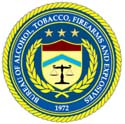 BUREAU OF ALCOHOL, TOBACCO, FIREARMS AND EXPLOSIVES
1972